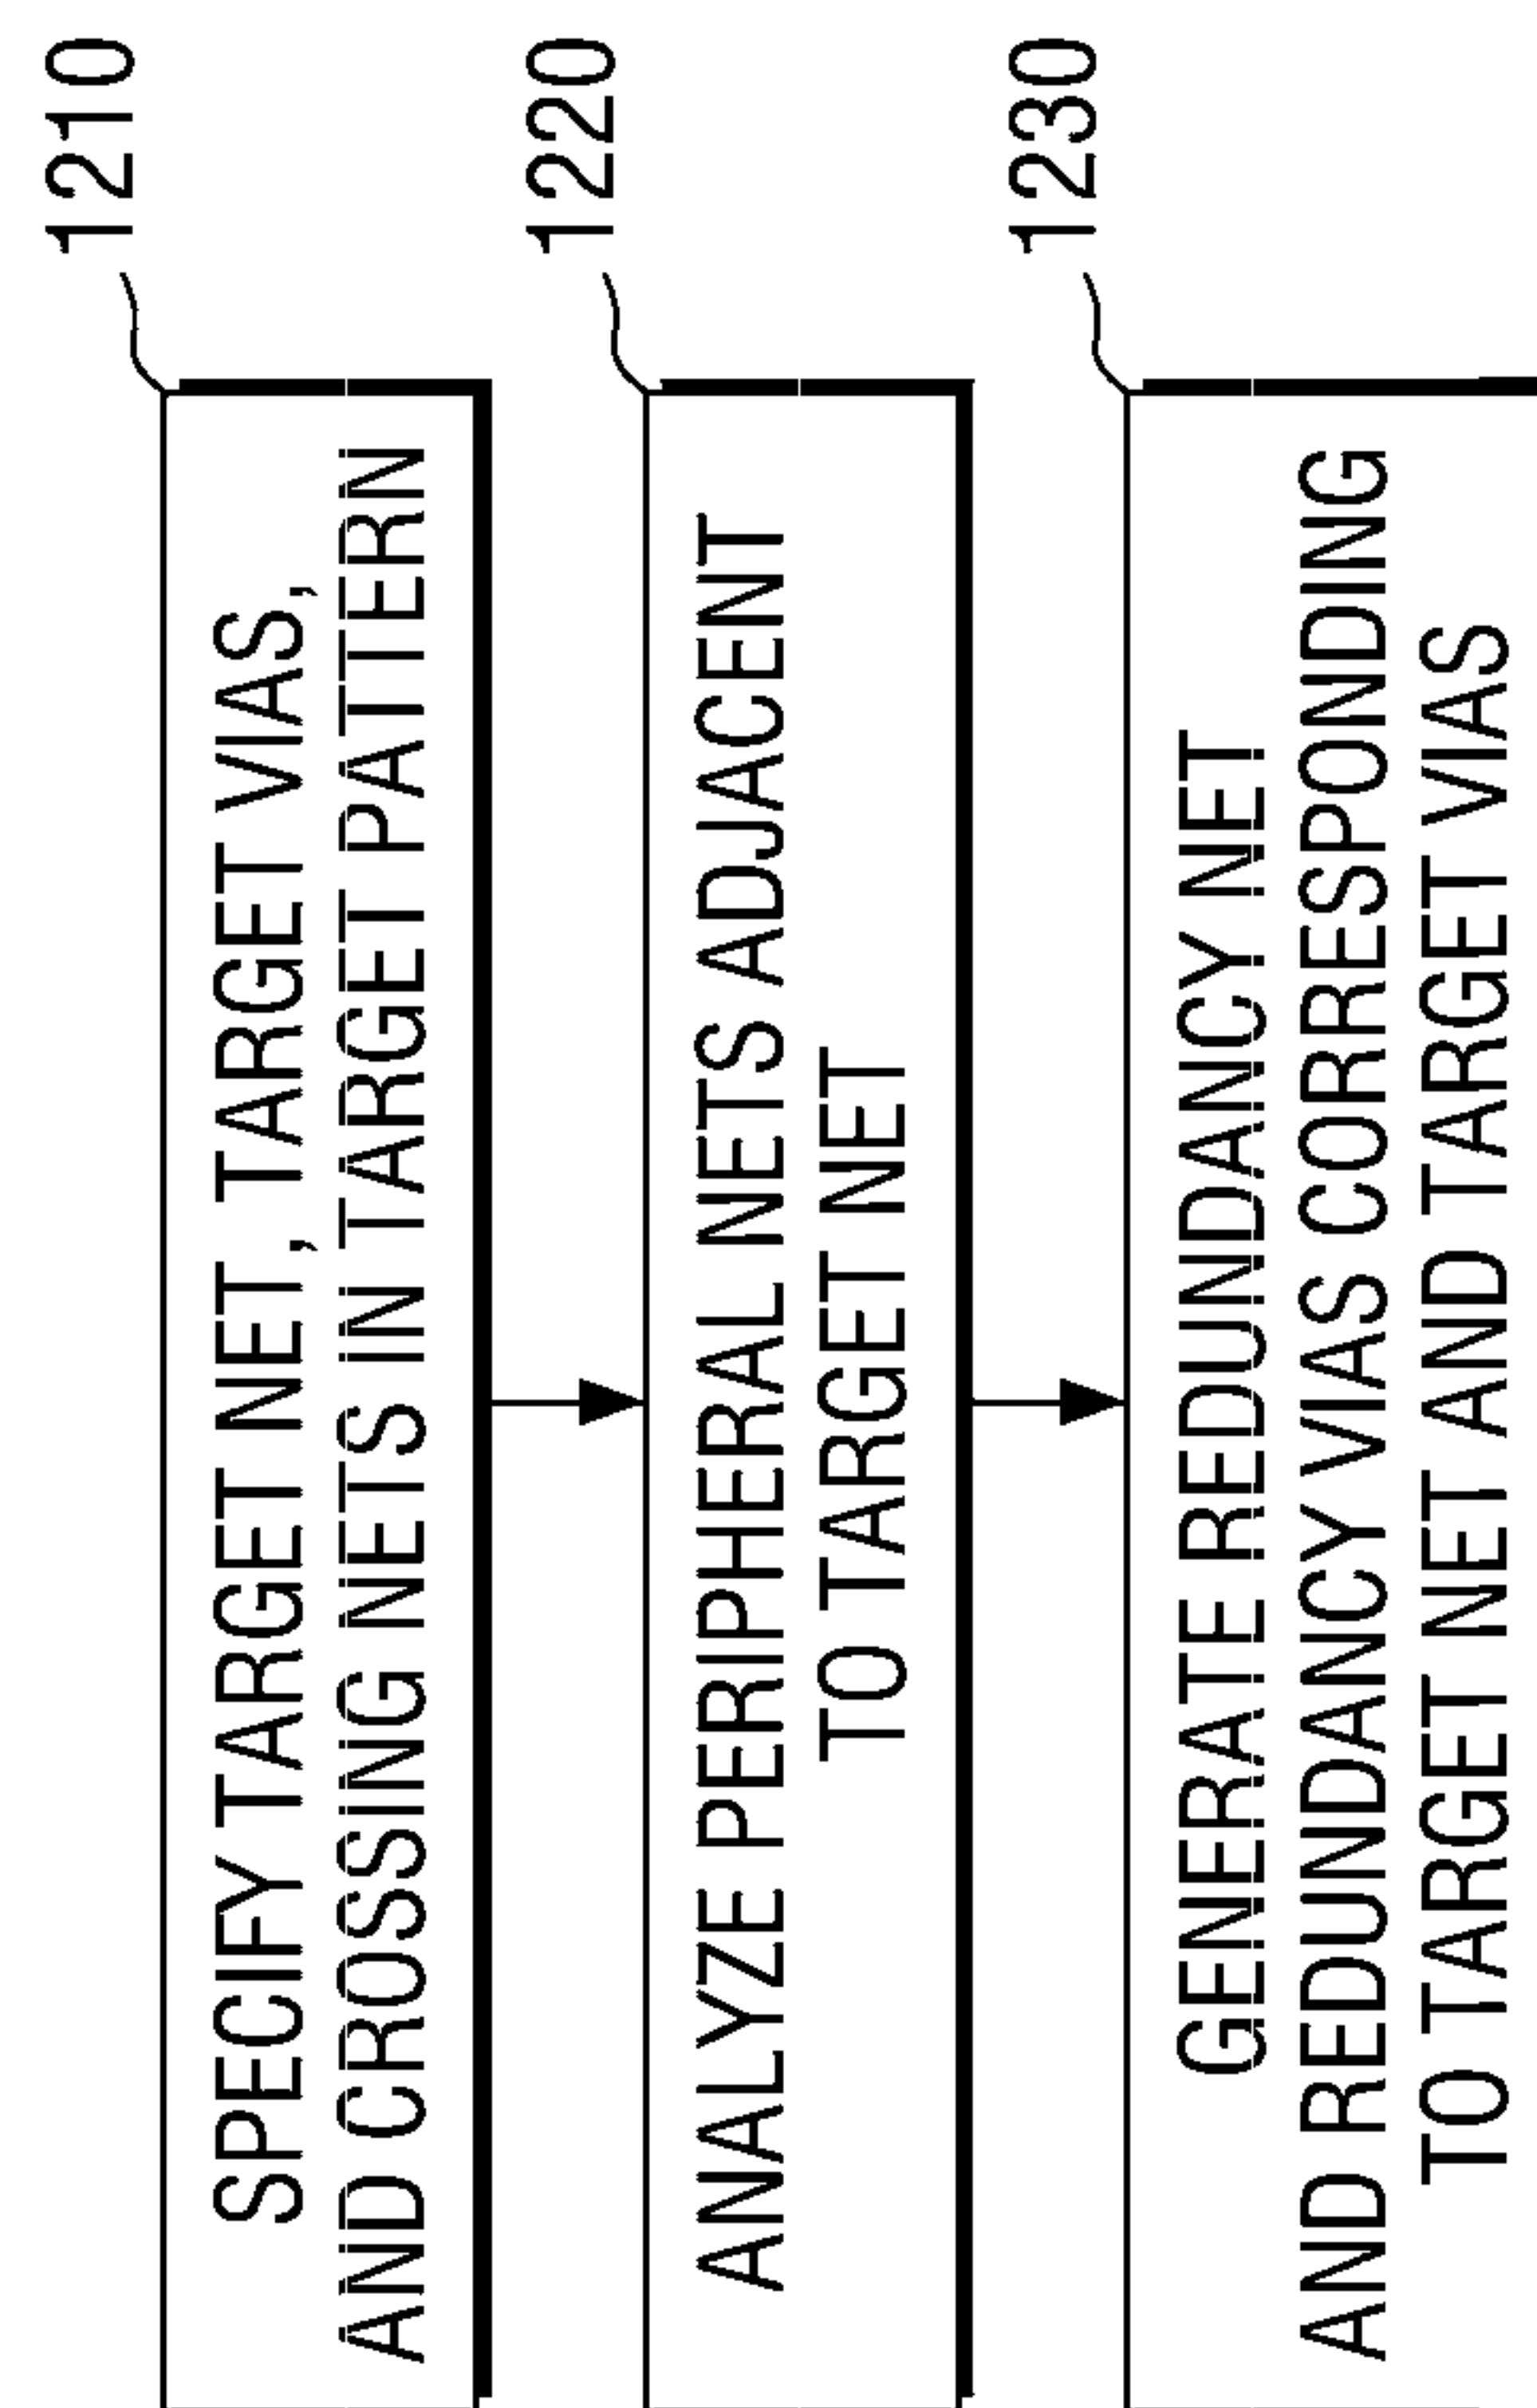 1210
SPECIFY TARGET NET, TARGET VIAS,
AND CROSSING NETS IN TARGET PATTERN
1220
ANALYZE PERIPHERAL NETS ADJACENT
TO TARGET NET
1230
GENERATE REDUNDANCY NET
AND REDUNDANCY VIAS CORRESPONDING
TO TARGET NET AND TARGET VIAS